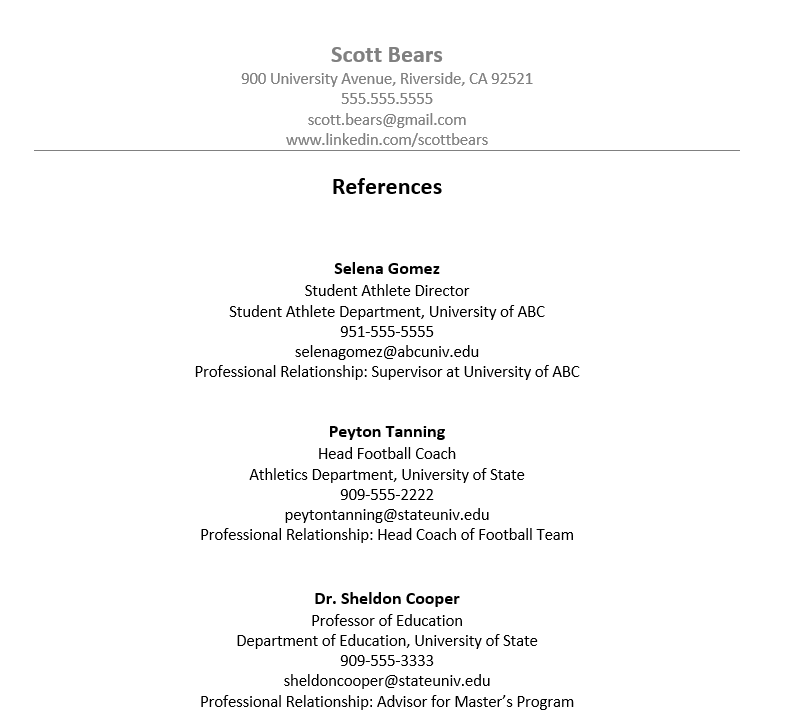 Scott Bears
900 University Avenue, Riverside, CA 92521
555.555.5555
scott.bears@gmail.com
www.linkedin.com/scottbears
References
Selena Gomez
Student Athlete Director
Student Athlete Department, University of ABC
951-555-5555
selenagomez@abcuniv.edu
Professional Relationship: Supervisor at University of ABC
Peyton Tanning
Head Football Coach
Athletics Department, University of State
909-555-2222
peytontanning@stateuniv.edu
Professional Relationship: Head Coach of Football Team
Dr. Sheldon Cooper
Professor of Education
Department of Education, University of State
909-555-3333
sheldoncooper@stateuniv.edu
Professional Relationship: Advisor for Master’s Program